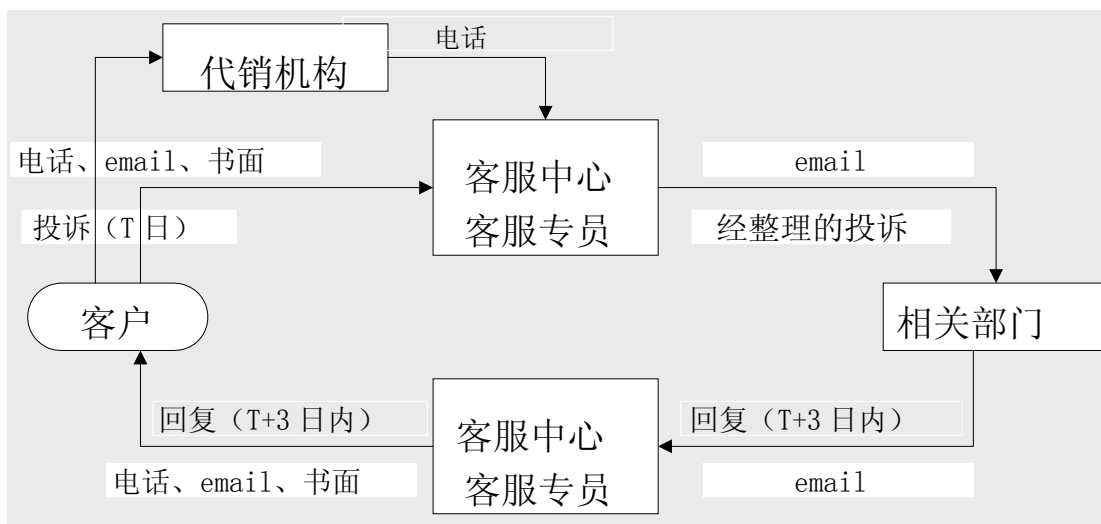 电话
代销机构
电话、email、书面
客服中心
客服专员
email
投诉（T 日）
经整理的投诉
客户
相关部门
回复（T+3 日内）
客服中心
客服专员
回复（T+3 日内）
电话、email、书面
email